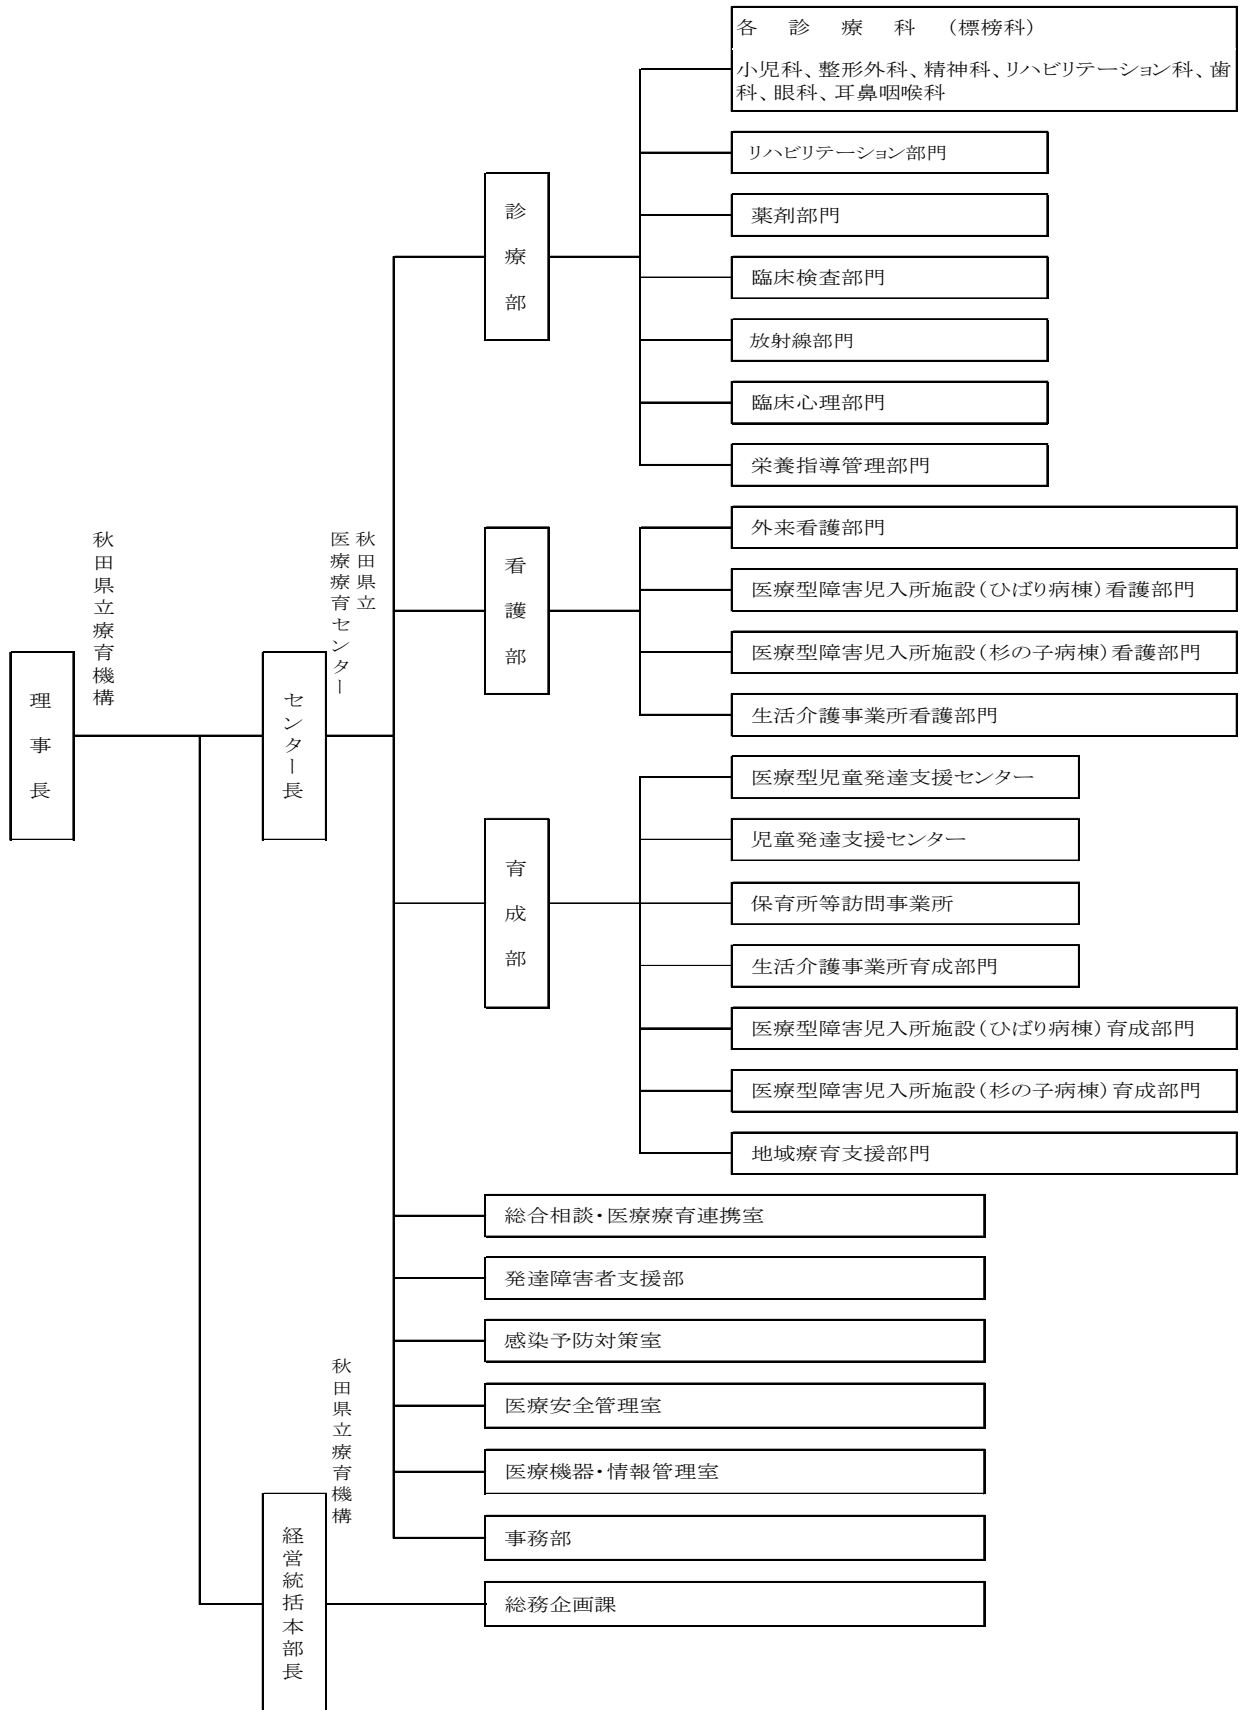 各診療科（標榜科）
小児科、整形外科、精神科、リハビリテーション科、歯
科、眼科、耳鼻咽喉科
リハビリテーション部門
薬剤部門
臨床検査部門
放射線部門
臨床心理部門
栄養指導管理部門
診療部
外来看護部門
医療型障害児入所施設（ひばり病棟）看護部門
医療型障害児入所施設（杉の子病棟）看護部門
生活介護事業所看護部門
看護部
秋田県立
医療療育センター
秋田県立療育機構
理事長
センター長
医療型児童発達支援センター
児童発達支援センター
保育所等訪問事業所
生活介護事業所育成部門
医療型障害児入所施設（ひばり病棟）育成部門
医療型障害児入所施設（杉の子病棟）育成部門
地域療育支援部門
育成部
総合相談・医療療育連携室
発達障害者支援部
感染予防対策室
医療安全管理室
医療機器・情報管理室
事務部
秋田県立療育機構
経営統括本部長
総務企画課